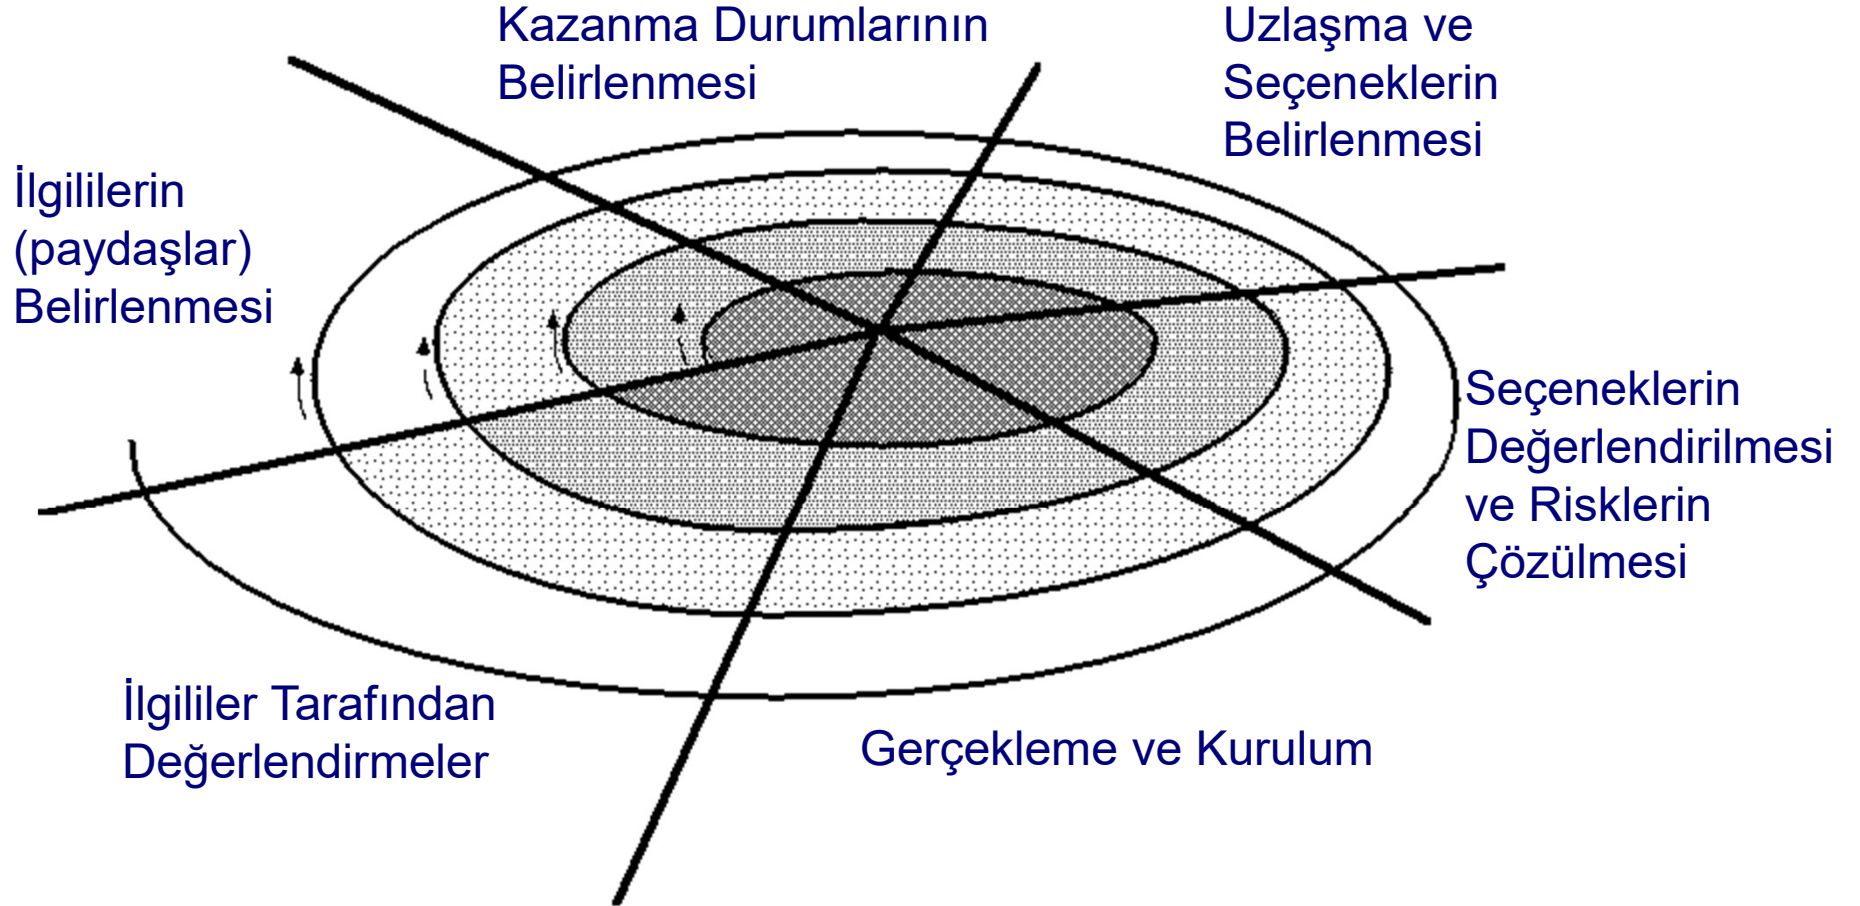 Kazanma Durumlarının
Belirlenmesi
Uzlaşma ve
Seçeneklerin
Belirlenmesi
İlgililerin
(paydaşlar)
Belirlenmesi
Seçeneklerin
Değerlendirilmesi
ve Risklerin
Çözülmesi
İlgililer Tarafından
Değerlendirmeler
Gerçekleme ve Kurulum